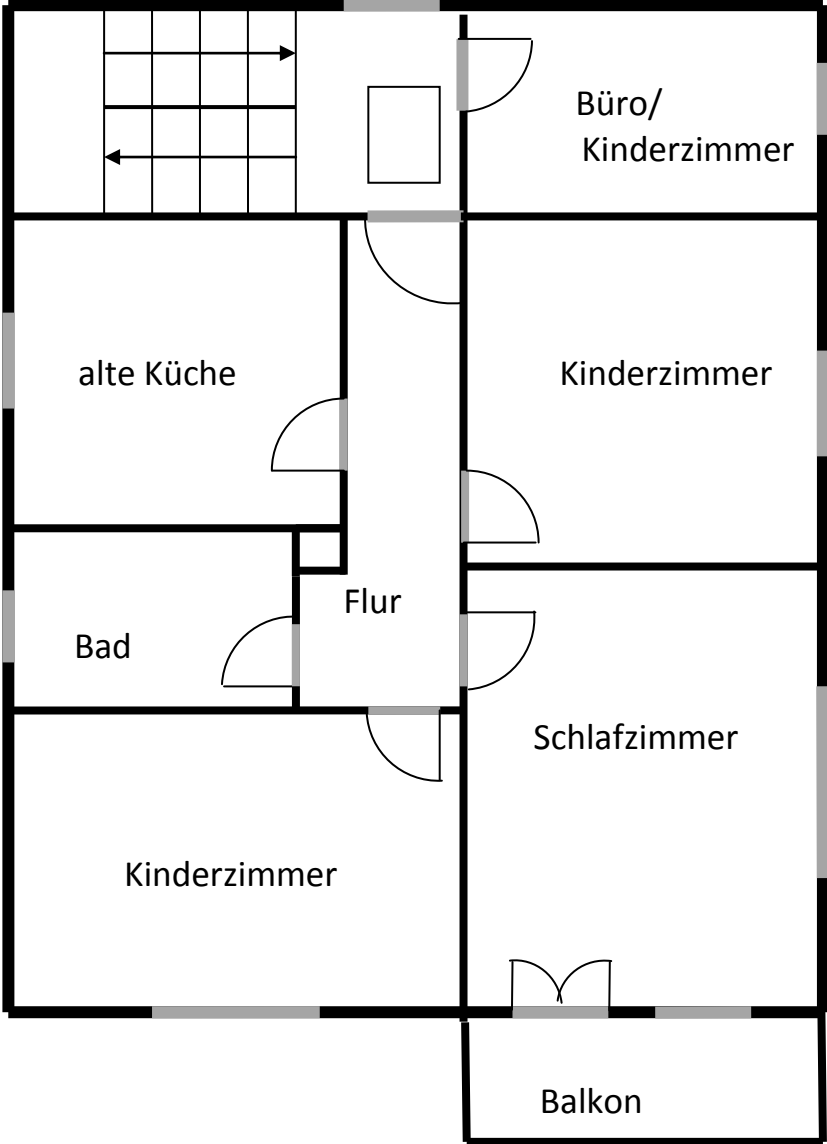 Büro/
Kinderzimmer
alte Küche
Kinderzimmer
Flur
Bad
Schlafzimmer
Kinderzimmer
Balkon